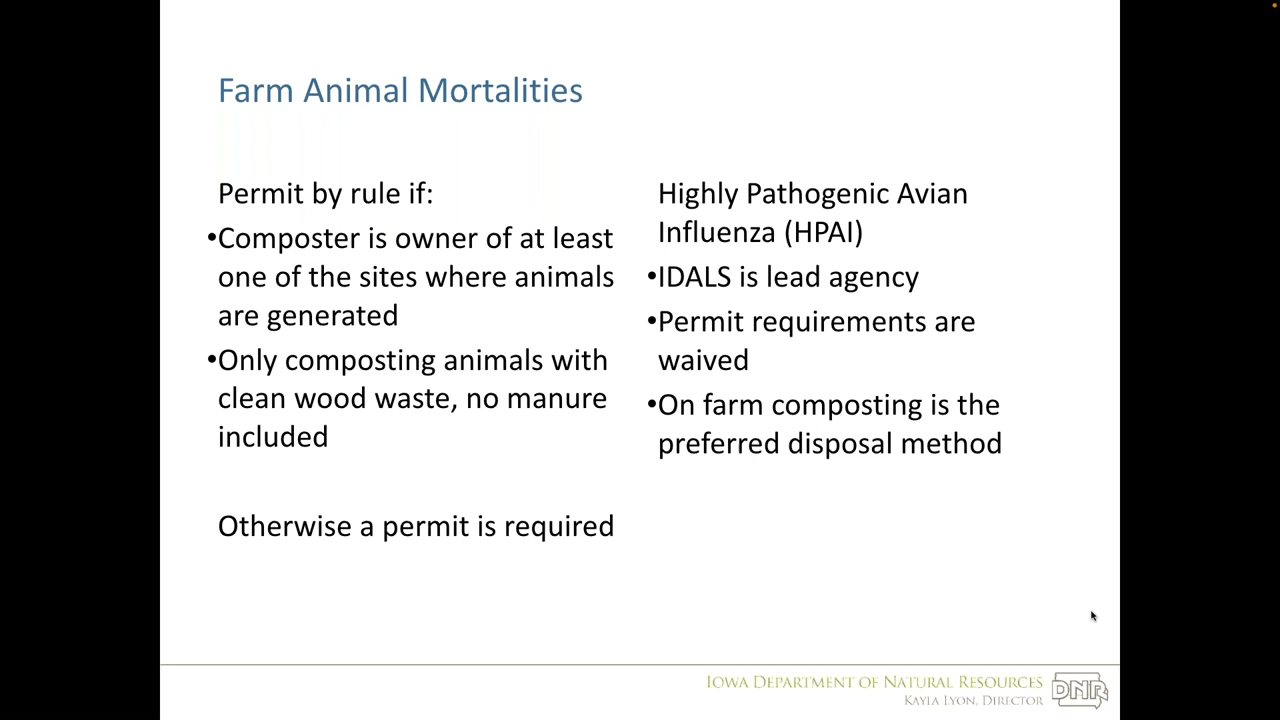 Farm Animal Mortalities
Permit by rule if:
•Composter is owner of at least
one of the sites where animals
are generated
•Only composting animals with
clean wood waste, no manure
included
Otherwise a permit is required
Highly Pathogenic Avian
Influenza (HPAI)
•IDALS is lead agency
•Permit requirements are
waived
•On farm composting is the
preferred disposal method
Iowa Department of Natural Resources
Kayla Lyon, Director
DNR